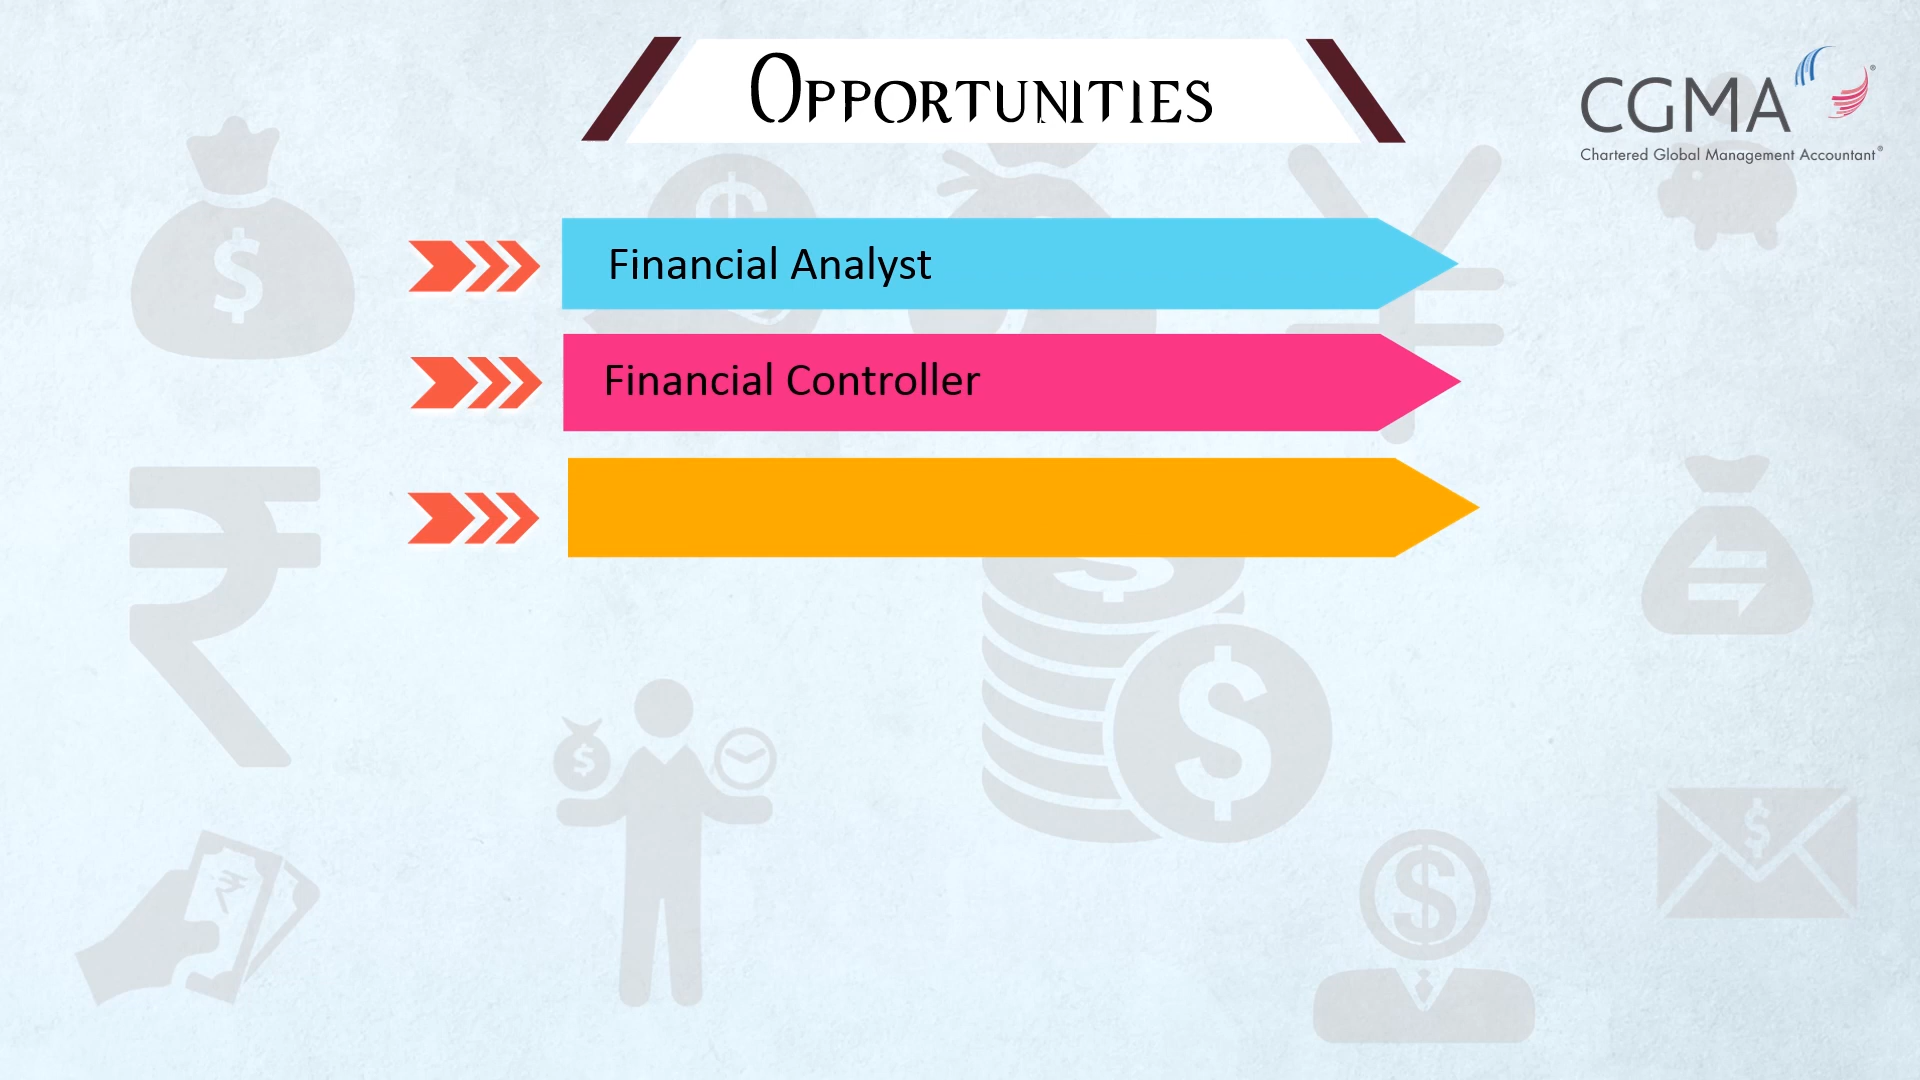 Opportunities
CGMA®
Chartered Global Management Accountant®
Financial Analyst
Financial Controller